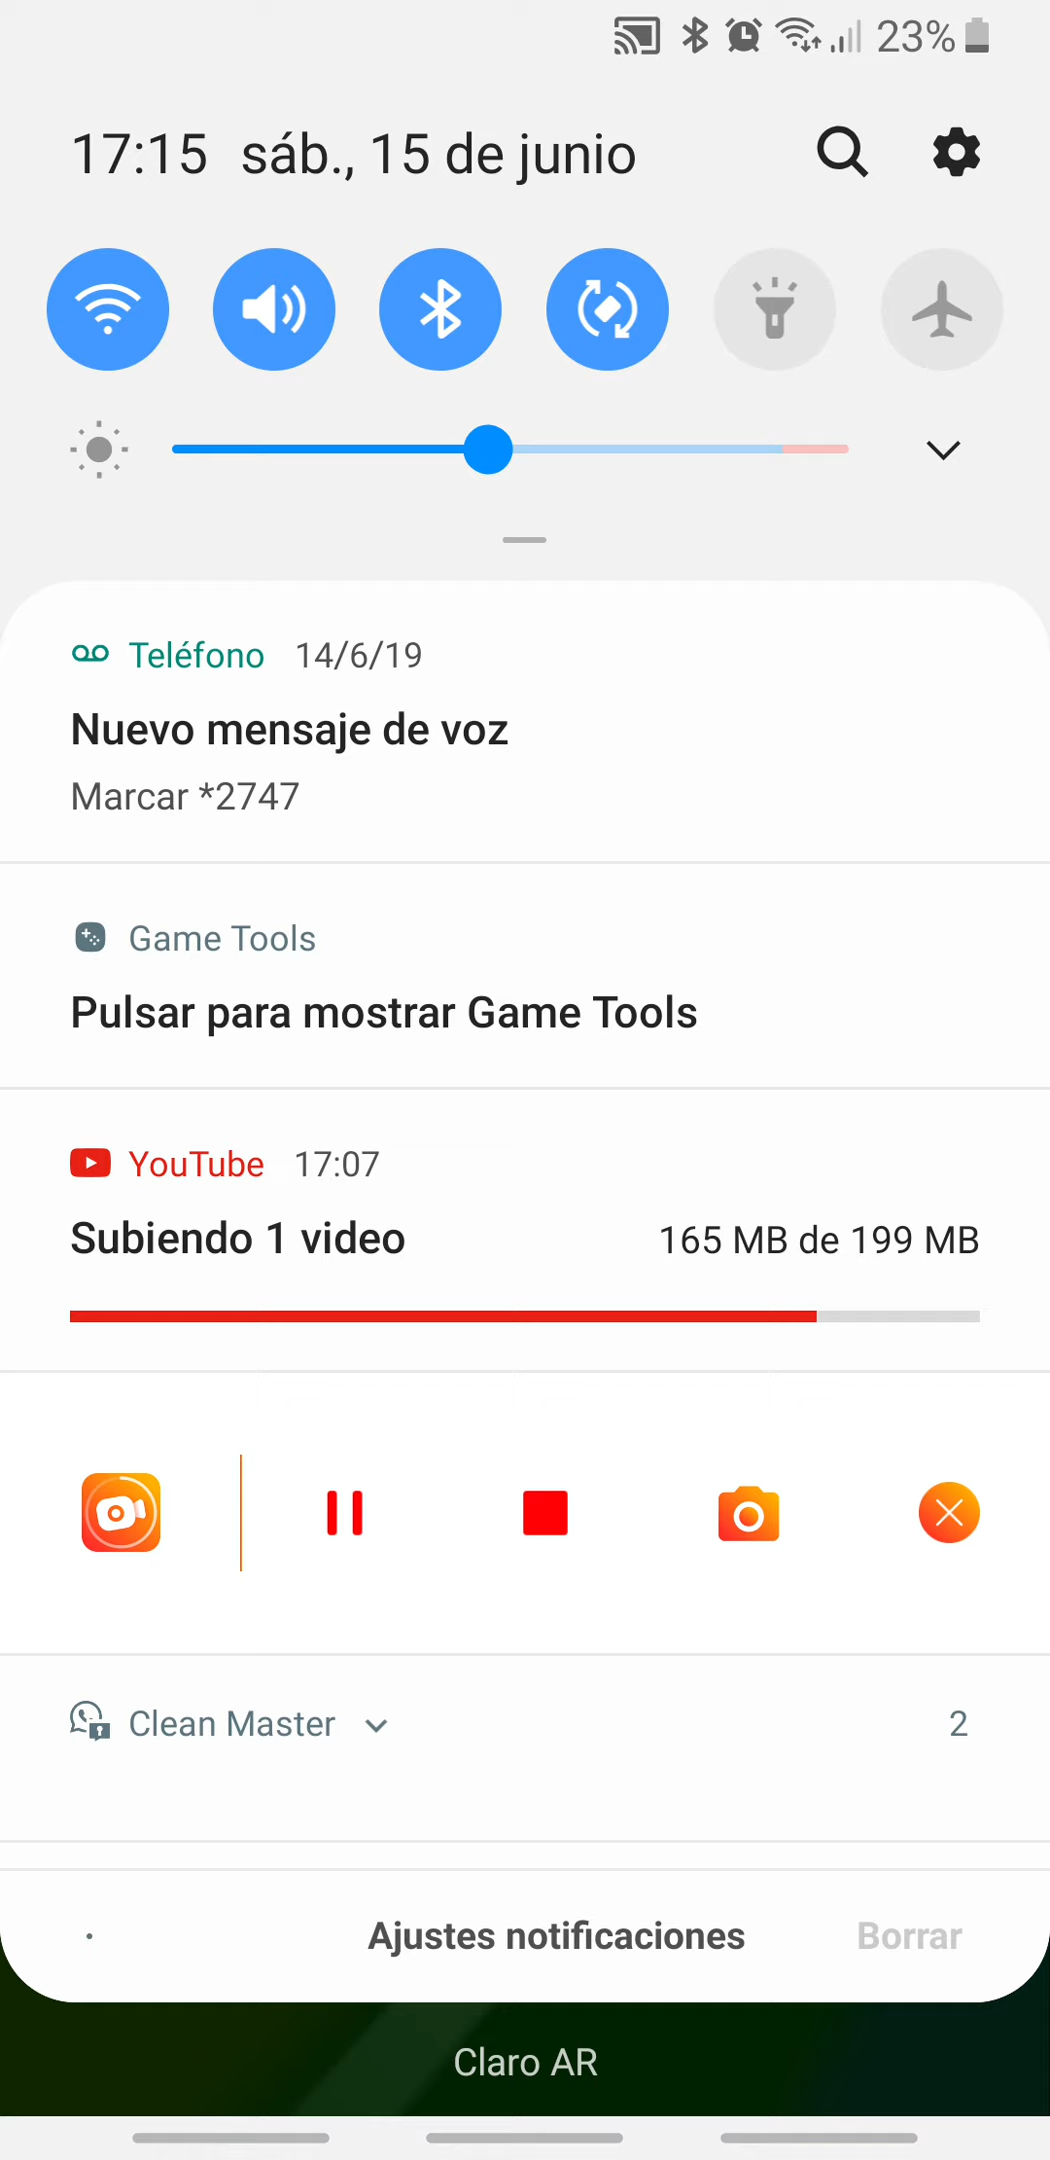 23%
17:15 sáb., 15 de junio
Teléfono 14/6/19
Nuevo mensaje de voz
Marcar *2747
Game Tools
Pulsar para mostrar Game Tools
YouTube 17:07
Subiendo 1 video 165 MB de 199 MB
Clean Master 2
Ajustes notificaciones Borrar
Claro AR